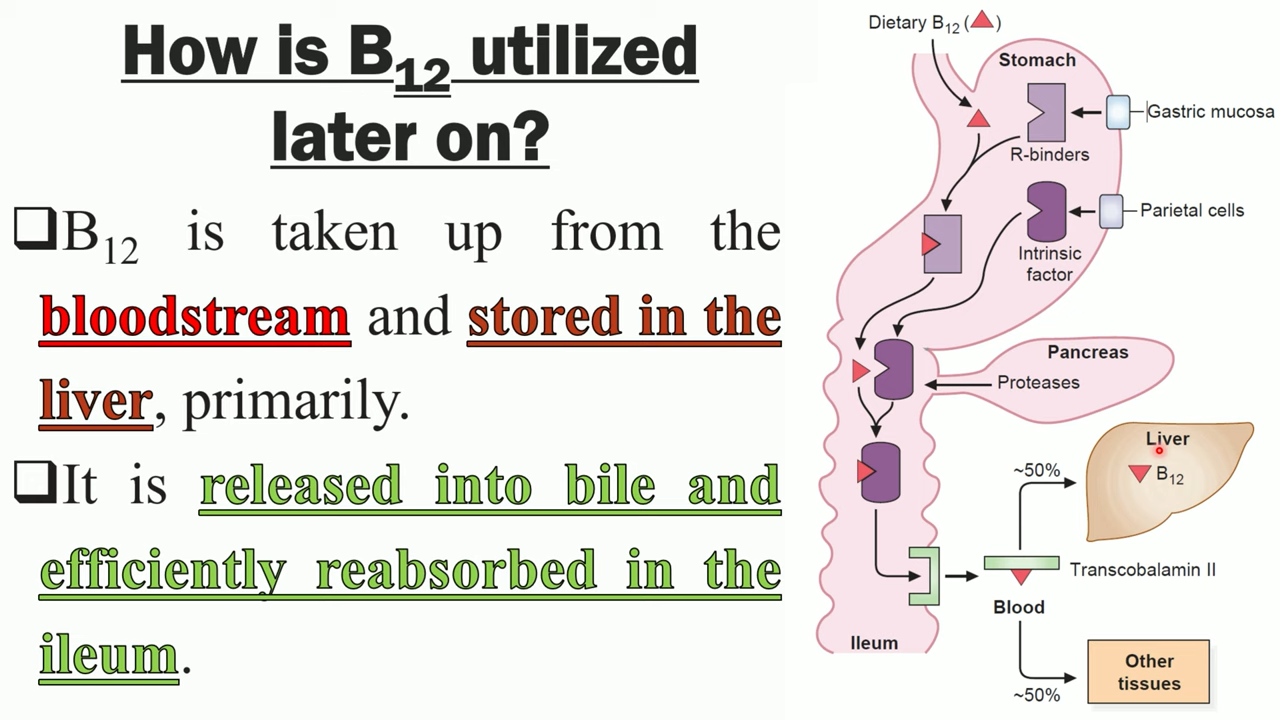 How is B12 utilized
later on?
B12 is taken up from the
bloodstream and stored in the
liver, primarily.
It is released into bile and
efficiently reabsorbed in the
ileum.
Dietary B12 ( )
Stomach
Gastric mucosa
R-binders
Parietal cells
Intrinsic
factor
Pancreas
Proteases
Liver
~50%
B12
Transcobalamin II
Blood
Ileum
Other
tissues
~50%